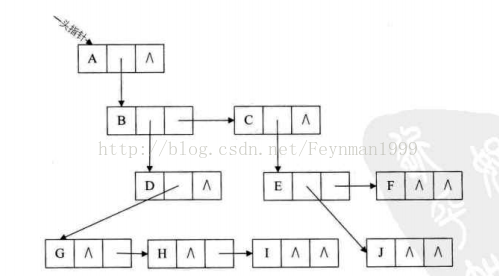 头指针
A ∧
B C ∧
http://blog.csdn.net/Feynman1999
D ∧ E F ∧ ∧
G ∧ H ∧ I ∧ ∧ J ∧ ∧